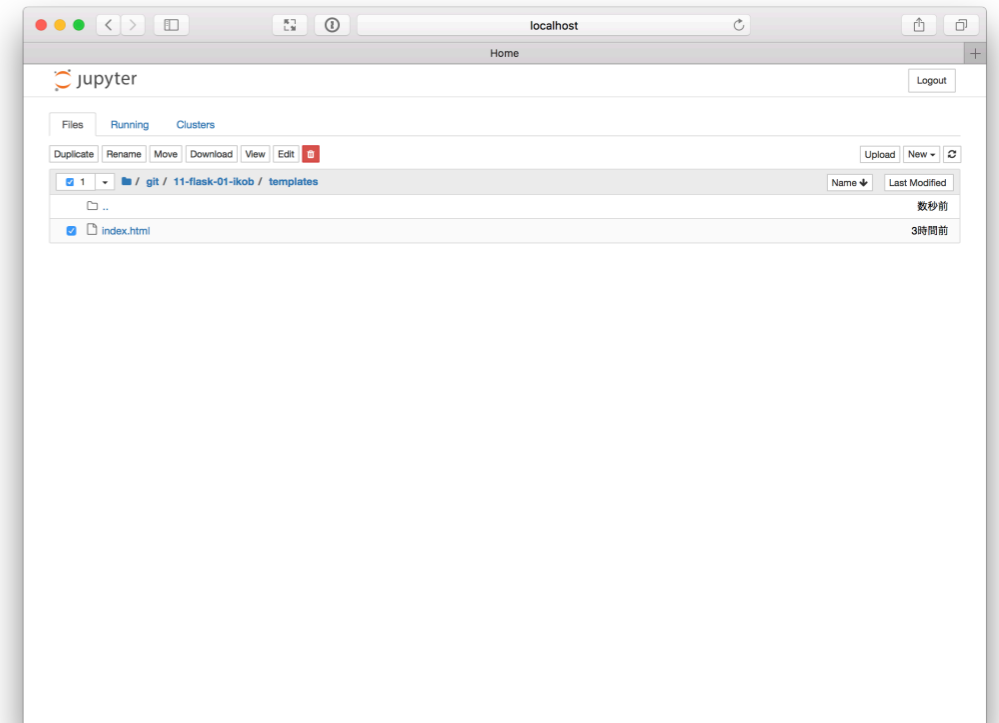 localhost
Home
jupyter
Logout
Files Running Clusters
Duplicate Rename Move Download View Edit Upload New
1 / git / 11-flask-01-ikob / templates Name Last Modified
.. 数秒前
index.html 3時間前